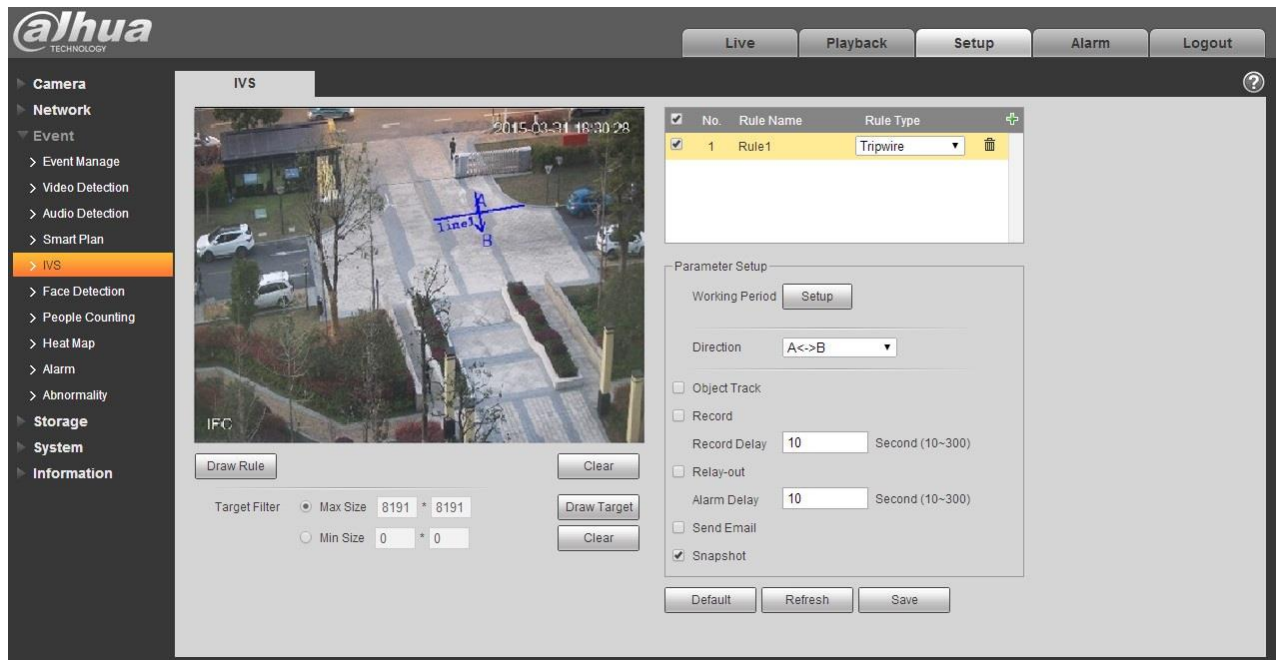 alhua
TECHNOLOGY
Live
Playback
Setup
Alarm
Logout
Camera
Network
Event
Event Manage
Video Detection
Audio Detection
Smart Plan
IVS
Face Detection
People Counting
Heat Map
Alarm
Abnormality
Storage
System
Information
IVS
2015-03-31 18:30:28
A
line1
B
IPC
Draw Rule
Clear
Target Filter Max Size 8191 * 8191 Draw Target
Min Size 0 * 0 Clear
No. Rule Name Rule Type
1 Rule1 Tripwire
Parameter Setup
Working Period Setup
Direction A<->B
Object Track
Record
Record Delay 10 Second (10~300)
Relay-out
Alarm Delay 10 Second (10~300)
Send Email
Snapshot
Default Refresh Save